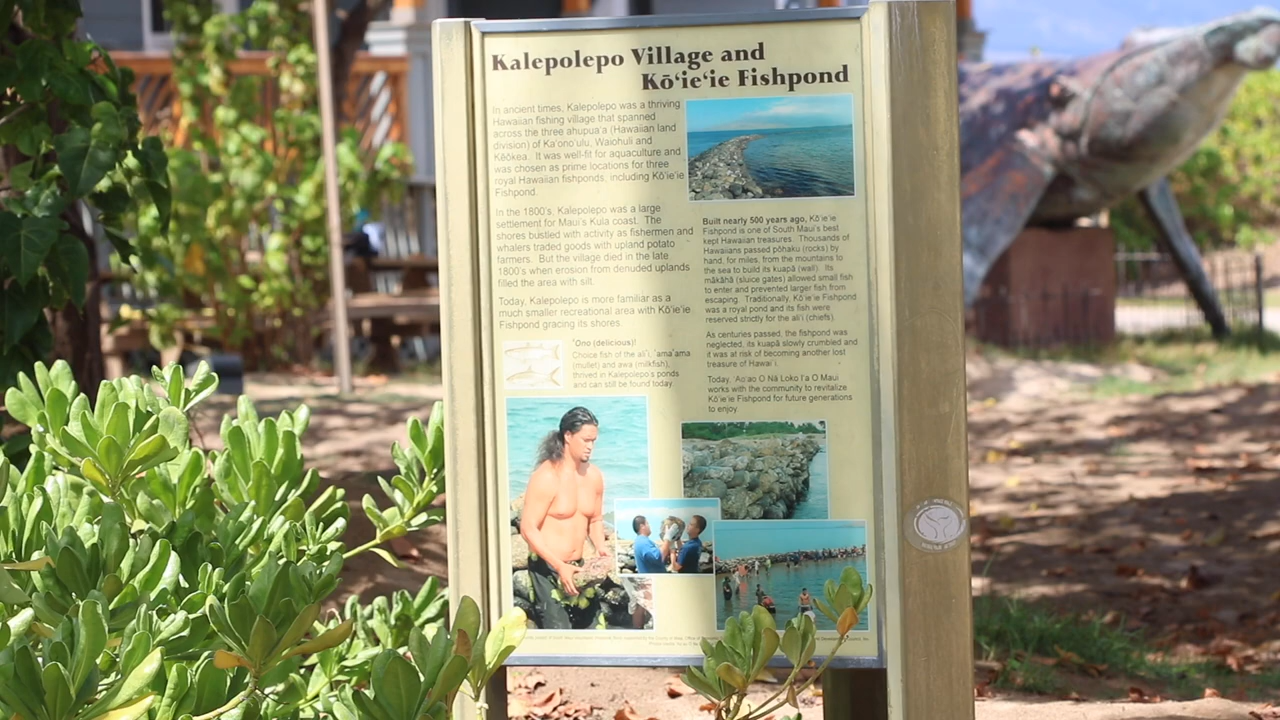 Kalepolepo Village and
Kō‘ie‘ie Fishpond
In ancient times, Kalepolepo was a thriving
Hawaiian fishing village that spanned
across the three ahupua‘a (Hawaiian land
division) of Ka‘ono‘ulu, Waiohuli and
Kēōkea. It was well-fit for aquaculture and
was chosen as prime locations for three
royal Hawaiian fishponds, including Kō‘ie‘ie
Fishpond.
In the 1800's, Kalepolepo was a large
settlement for Maui's Kula coast. The
shores bustled with activity as fishermen and
whalers traded goods with upland potato
farmers. But the village died in the late
1800's when erosion from denuded uplands
filled the area with silt.
Today, Kalepolepo is more familiar as a
much smaller recreational area with Kō‘ie‘ie
Fishpond gracing its shores.
‘Ono (delicious)!
Choice fish of the ali‘i, ‘ama‘ama
(mullet) and awa (milkfish),
thrived in Kalepolepo's ponds
and can still be found today
Built nearly 500 years ago, Kō‘ie‘ie
Fishpond is one of South Maui's best
kept Hawaiian treasures. Thousands of
Hawaiians passed pōhaku (rocks) by
hand, for miles, from the mountains to
the sea to build its kuapā (wall). Its
mākāhā (sluice gates) allowed small fish
to enter and prevented larger fish from
escaping. Traditionally, Kō‘ie‘ie Fishpond
was a royal pond and its fish were
reserved strictly for the ali‘i (chiefs).
As centuries passed, the fishpond was
neglected, its kuapā slowly crumbled and
it was at risk of becoming another lost
treasure of Hawai‘i.
Today, ‘Ao‘ao O Nā Loko I‘a O Maui
works with the community to revitalize
Kō‘ie‘ie Fishpond for future generations
to enjoy.